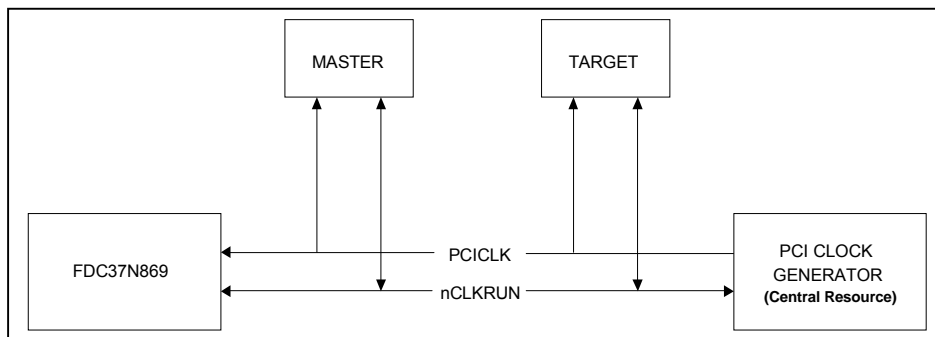 MASTER
TARGET
FDC37N869
PCICLK
nCLKRUN
PCI CLOCK
GENERATOR
(Central Resource)